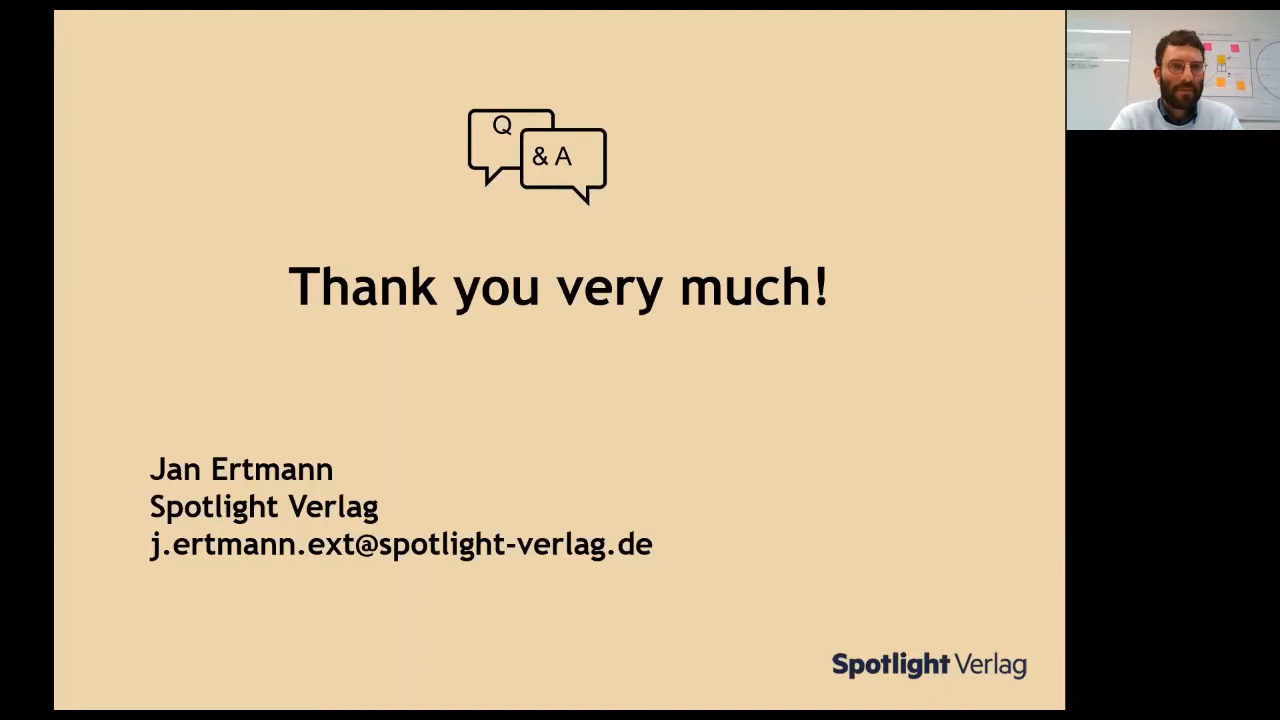 Q
& A
Thank you very much!
Jan Ertmann
Spotlight Verlag
j.ertmann.ext@spotlight-verlag.de
Spotlight Verlag